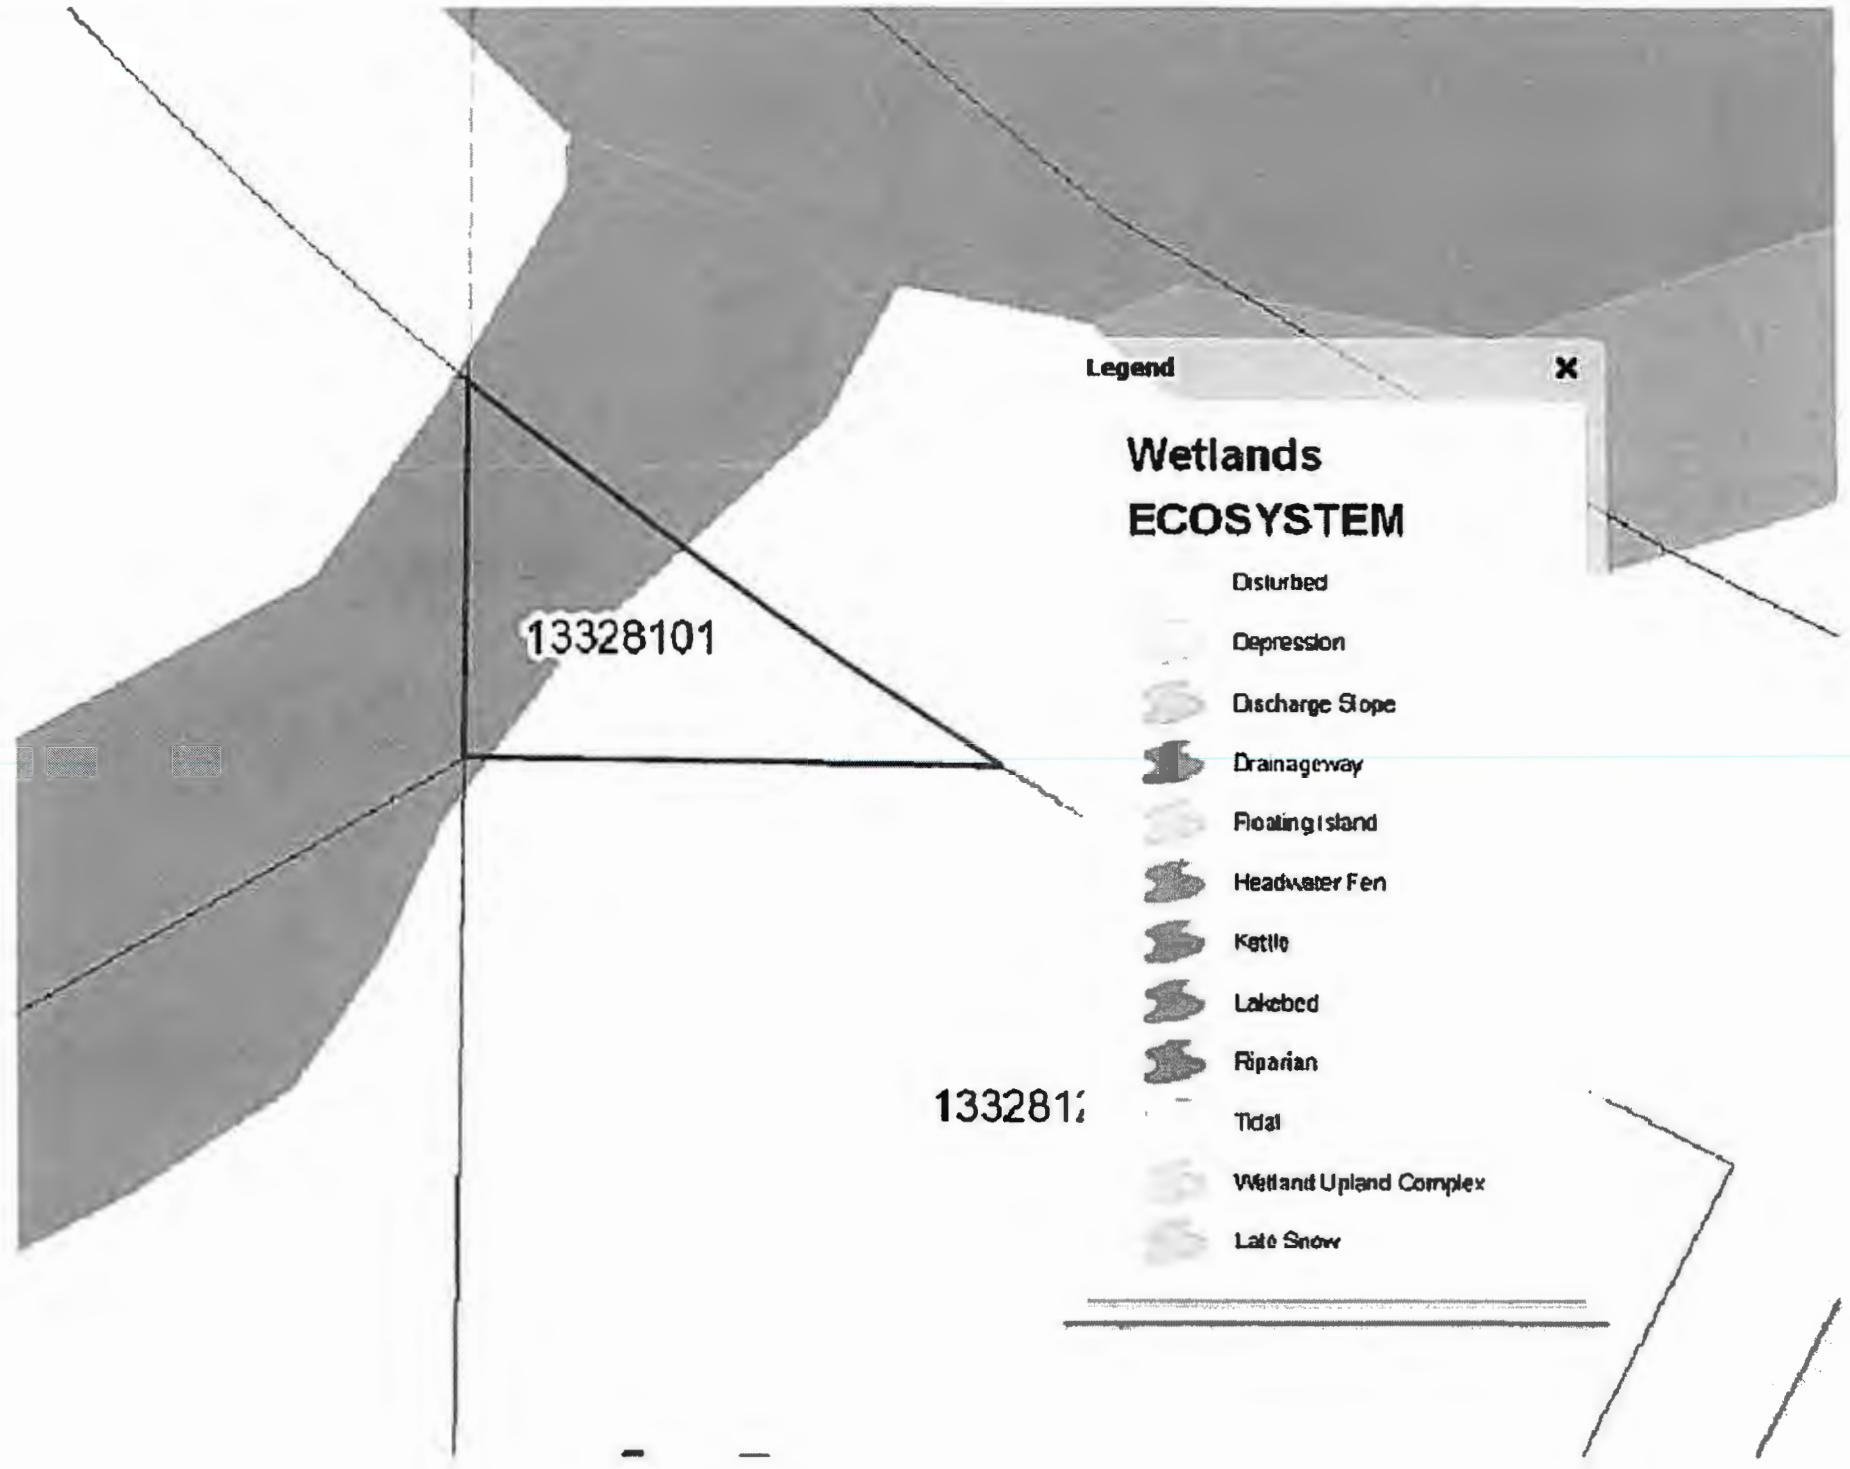 Legend
Wetlands
ECOSYSTEM
Disturbed
Depression
13328101
Discharge Slope
Drainageway
Floating Island
Headwater Fen
Kettle
Lakebed
Riparian
1332812
Tidal
Wetland Upland Complex
Late Snow